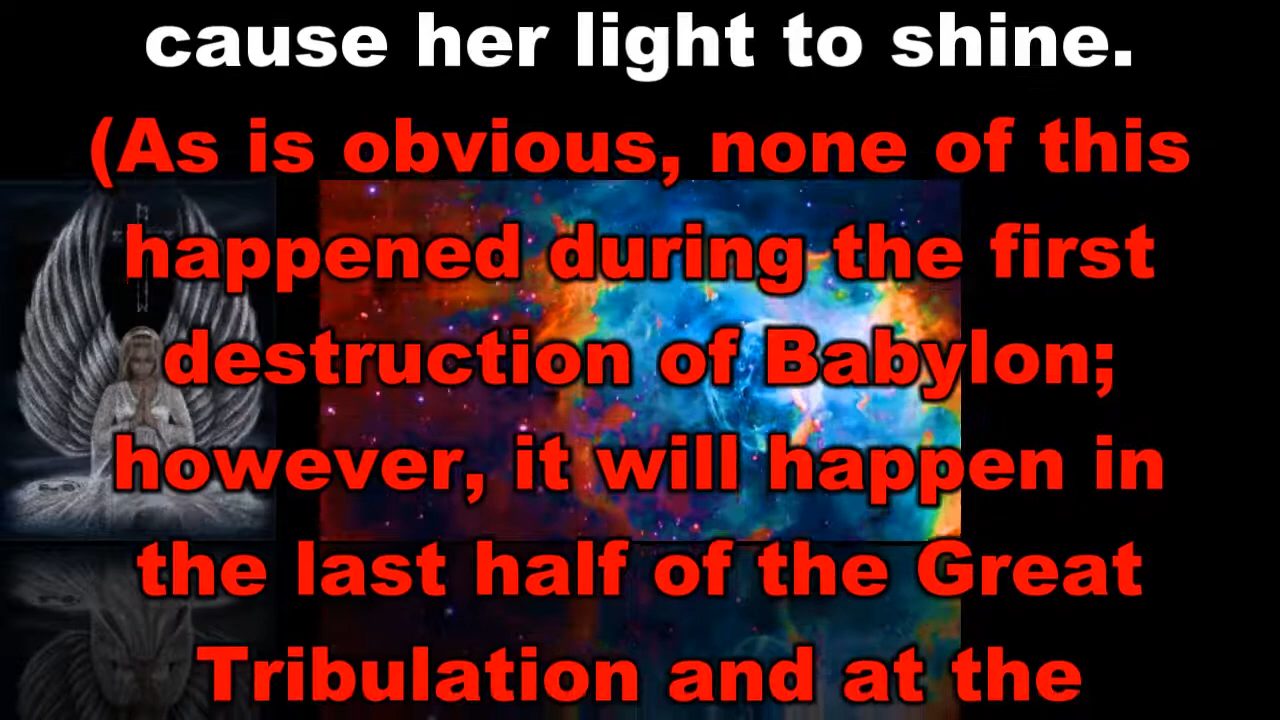 cause her light to shine.
(As is obvious, none of this
happened during the first
destruction of Babylon;
however, it will happen in
the last half of the Great
Tribulation and at the